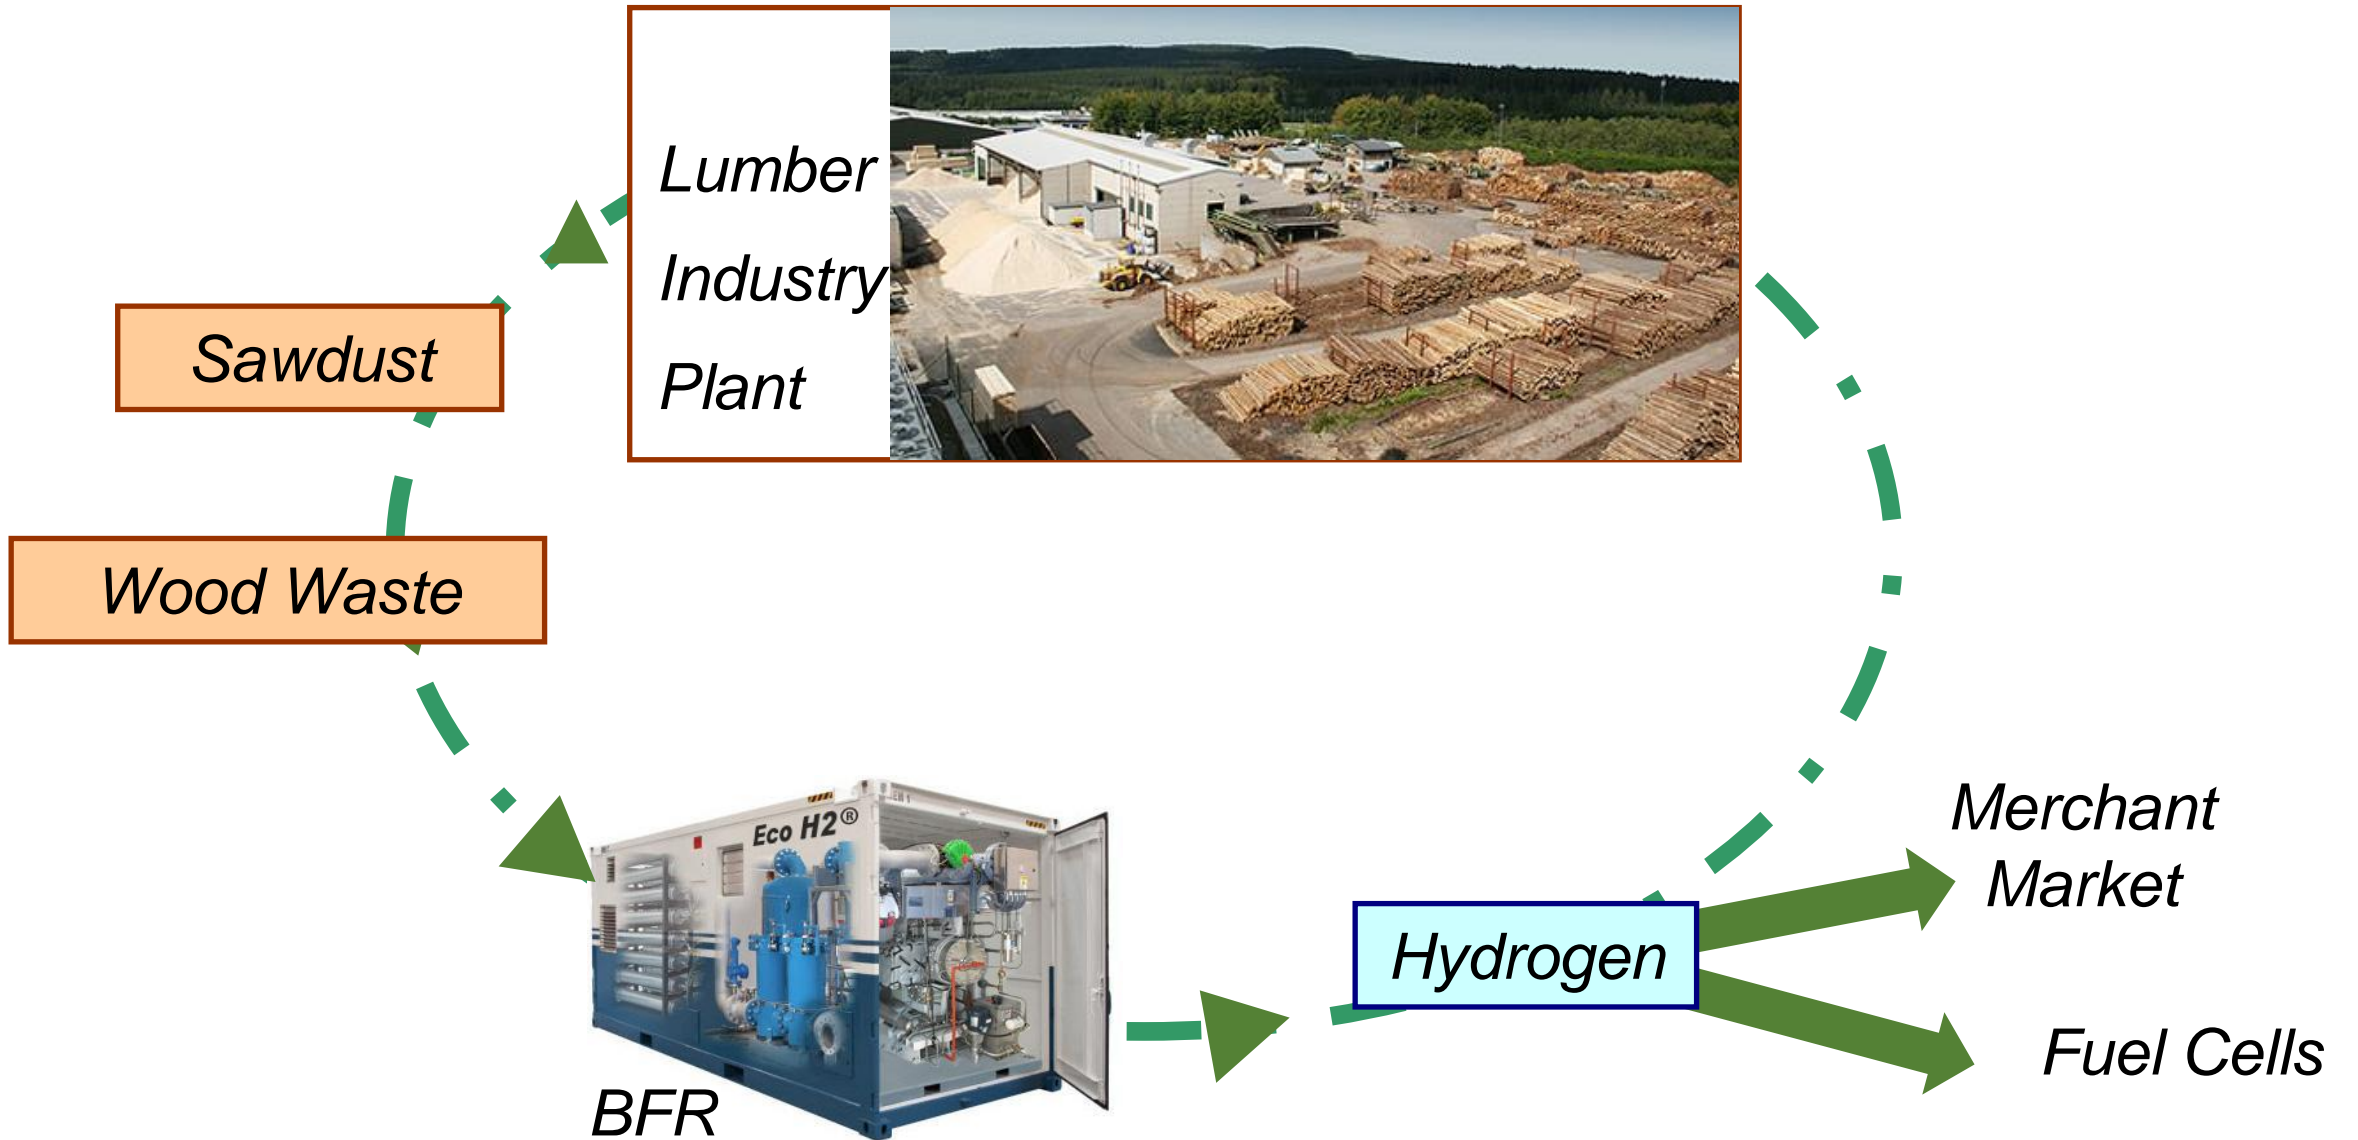 Lumber
Industry
Plant
Sawdust
Wood Waste
Eco H2®
BFR
Hydrogen
Merchant
Market
Fuel Cells